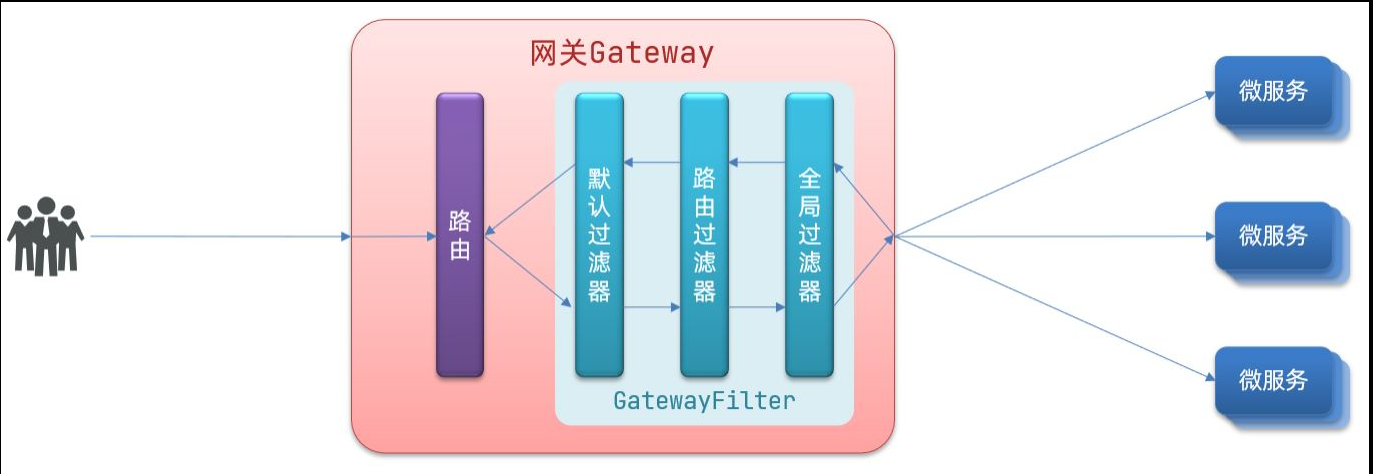 网关Gateway
路由
默认过滤器
路由过滤器
全局过滤器
GatewayFilter
微服务
微服务
微服务